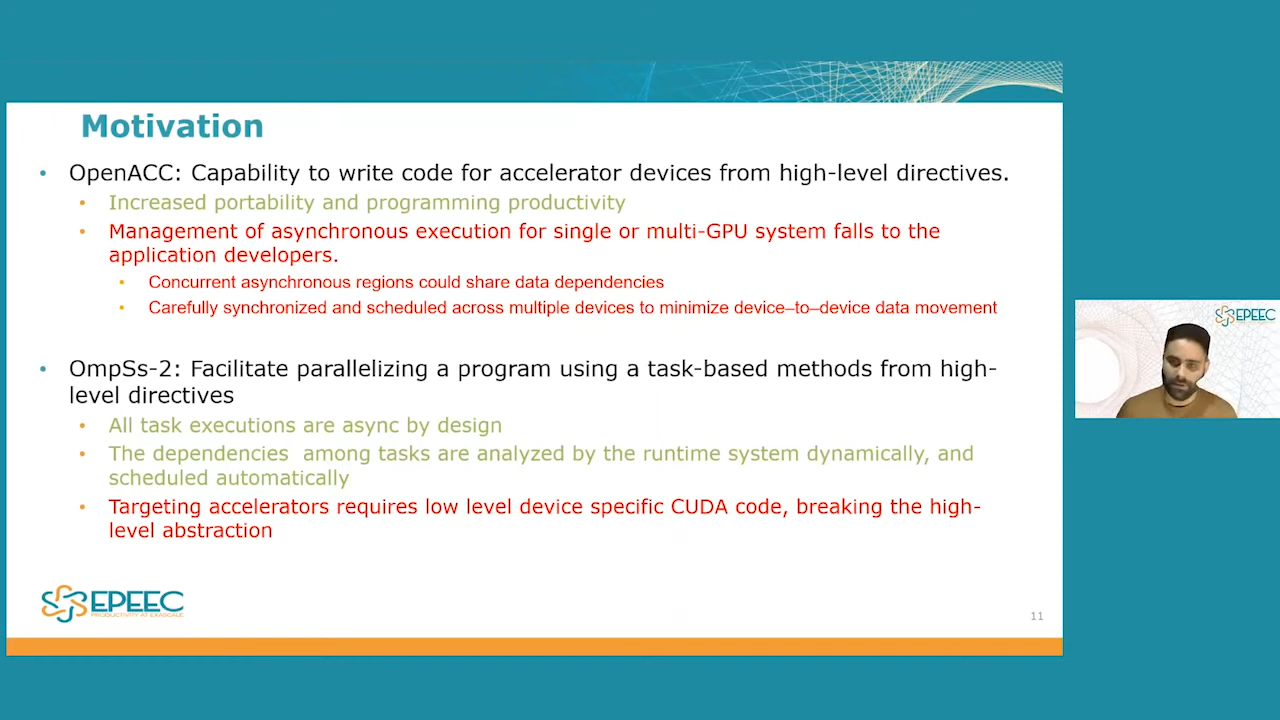 Motivation
• OpenACC: Capability to write code for accelerator devices from high-level directives.
• Increased portability and programming productivity
• Management of asynchronous execution for single or multi-GPU system falls to the
application developers.
• Concurrent asynchronous regions could share data dependencies
• Carefully synchronized and scheduled across multiple devices to minimize device–to–device data movement
• OmpSs-2: Facilitate parallelizing a program using a task-based methods from high-
level directives
• All task executions are async by design
• The dependencies  among tasks are analyzed by the runtime system dynamically, and
scheduled automatically
• Targeting accelerators requires low level device specific CUDA code, breaking the high-
level abstraction
EPEEC
PRODUCTIVITY AT EXASCALE
11
EPEEC